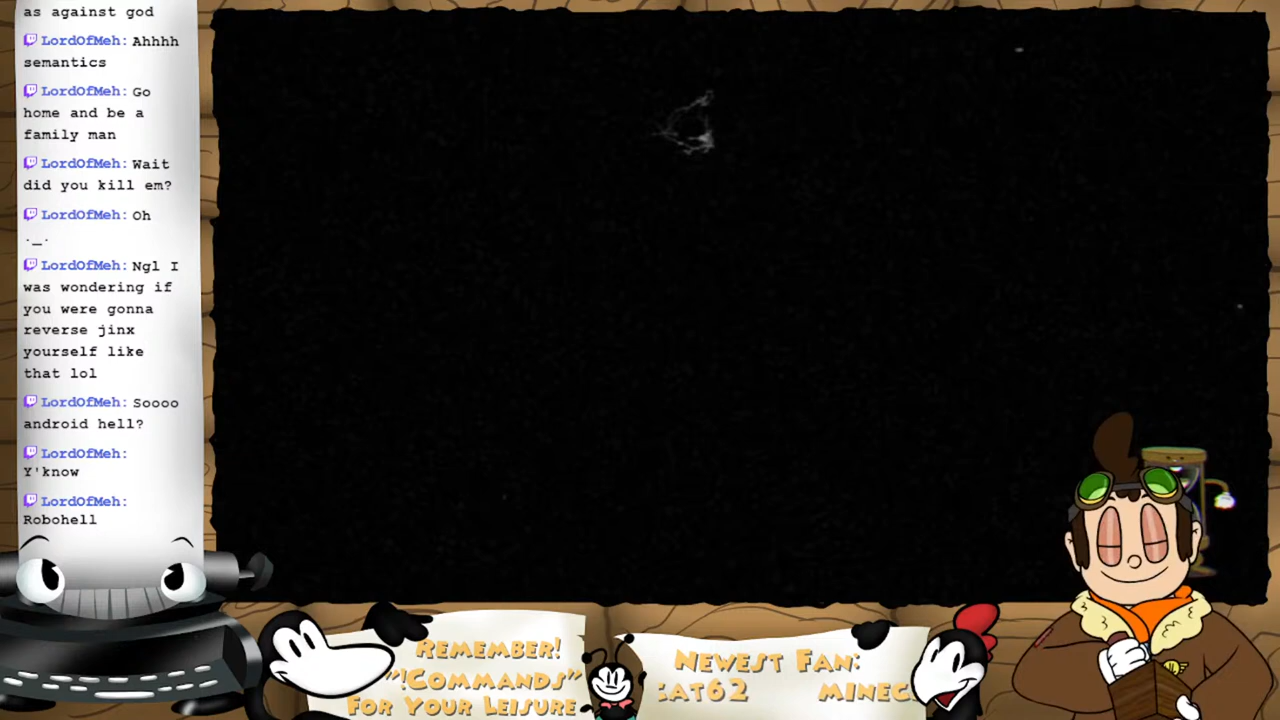 as against god
LordOfMeh: Ahhhh
semantics
LordOfMeh: Go
home and be a
family man
LordOfMeh: Wait
did you kill em?
LordOfMeh: Oh
._.
LordOfMeh: Ngl I
was wondering if
you were gonna
reverse jinx
yourself like
that lol
LordOfMeh: Soooo
android hell?
LordOfMeh:
Y'know
LordOfMeh:
Robohell
Remember!
"!Commands"
For Your Leisure
Newest Fan:
cat62 minec